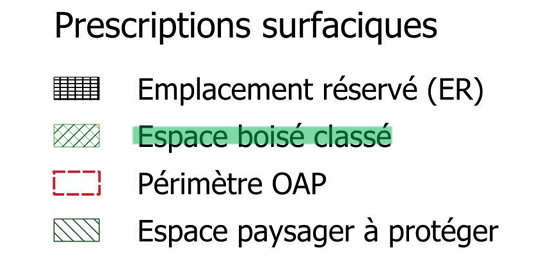 Prescriptions surfaciques
Emplacement réservé (ER)
Espace boisé classé
Périmètre OAP
Espace paysager à protéger